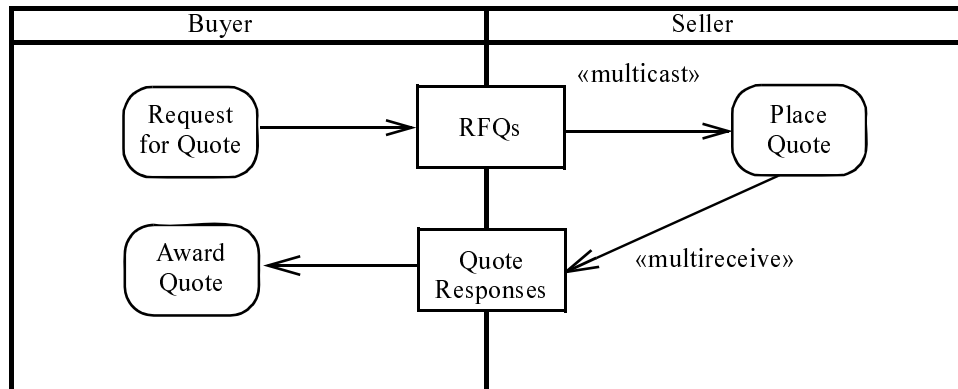 Buyer
Seller
«multicast»
Request
for Quote
RFQs
Place
Quote
Award
Quote
Quote
Responses
«multireceive»